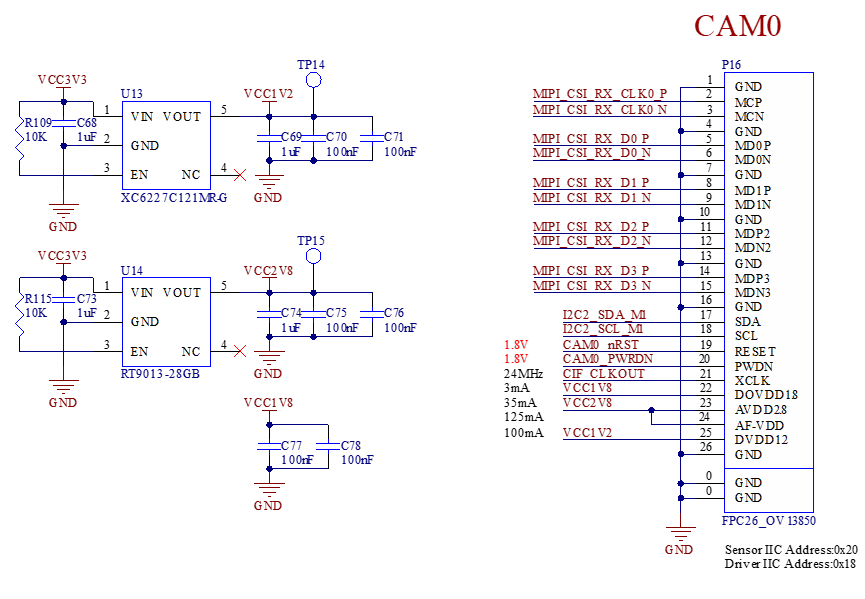 CAM0
VCC3V3
R109
10K
C68
1uF
U13
1
VIN
VOUT
5
2
GND
3
EN
NC
4
XC6227C121MR-G
GND
VCC1V2
TP14
C69
1uF
C70
100nF
C71
100nF
GND
VCC3V3
R115
10K
C73
1uF
U14
1
VIN
VOUT
5
2
GND
3
EN
NC
4
RT9013-28GB
GND
VCC2V8
TP15
C74
1uF
C75
100nF
C76
100nF
GND
VCC1V8
C77
100nF
C78
100nF
GND
P16
1 GND
MIPI_CSI_RX_CLK0_P 2 MCP
MIPI_CSI_RX_CLK0_N 3 MCN
4 GND
MIPI_CSI_RX_D0_P 5 MD0P
MIPI_CSI_RX_D0_N 6 MD0N
7 GND
MIPI_CSI_RX_D1_P 8 MD1P
MIPI_CSI_RX_D1_N 9 MD1N
10 GND
MIPI_CSI_RX_D2_P 11 MDP2
MIPI_CSI_RX_D2_N 12 MDN2
13 GND
MIPI_CSI_RX_D3_P 14 MDP3
MIPI_CSI_RX_D3_N 15 MDN3
16 GND
I2C2_SDA_M1 17 SDA
I2C2_SCL_M1 18 SCL
1.8V CAM0_nRST 19 RESET
1.8V CAM0_PWRDN 20 PWDN
24MHz CIF_CLKOUT 21 XCLK
3mA VCC1V8 22 DOVDD18
35mA VCC2V8 23 AVDD28
125mA 24 AF-VDD
100mA VCC1V2 25 DVDD12
26 GND
0 GND
0 GND
FPC26_OV13850
GND
Sensor IIC Address:0x20
Driver IIC Address:0x18